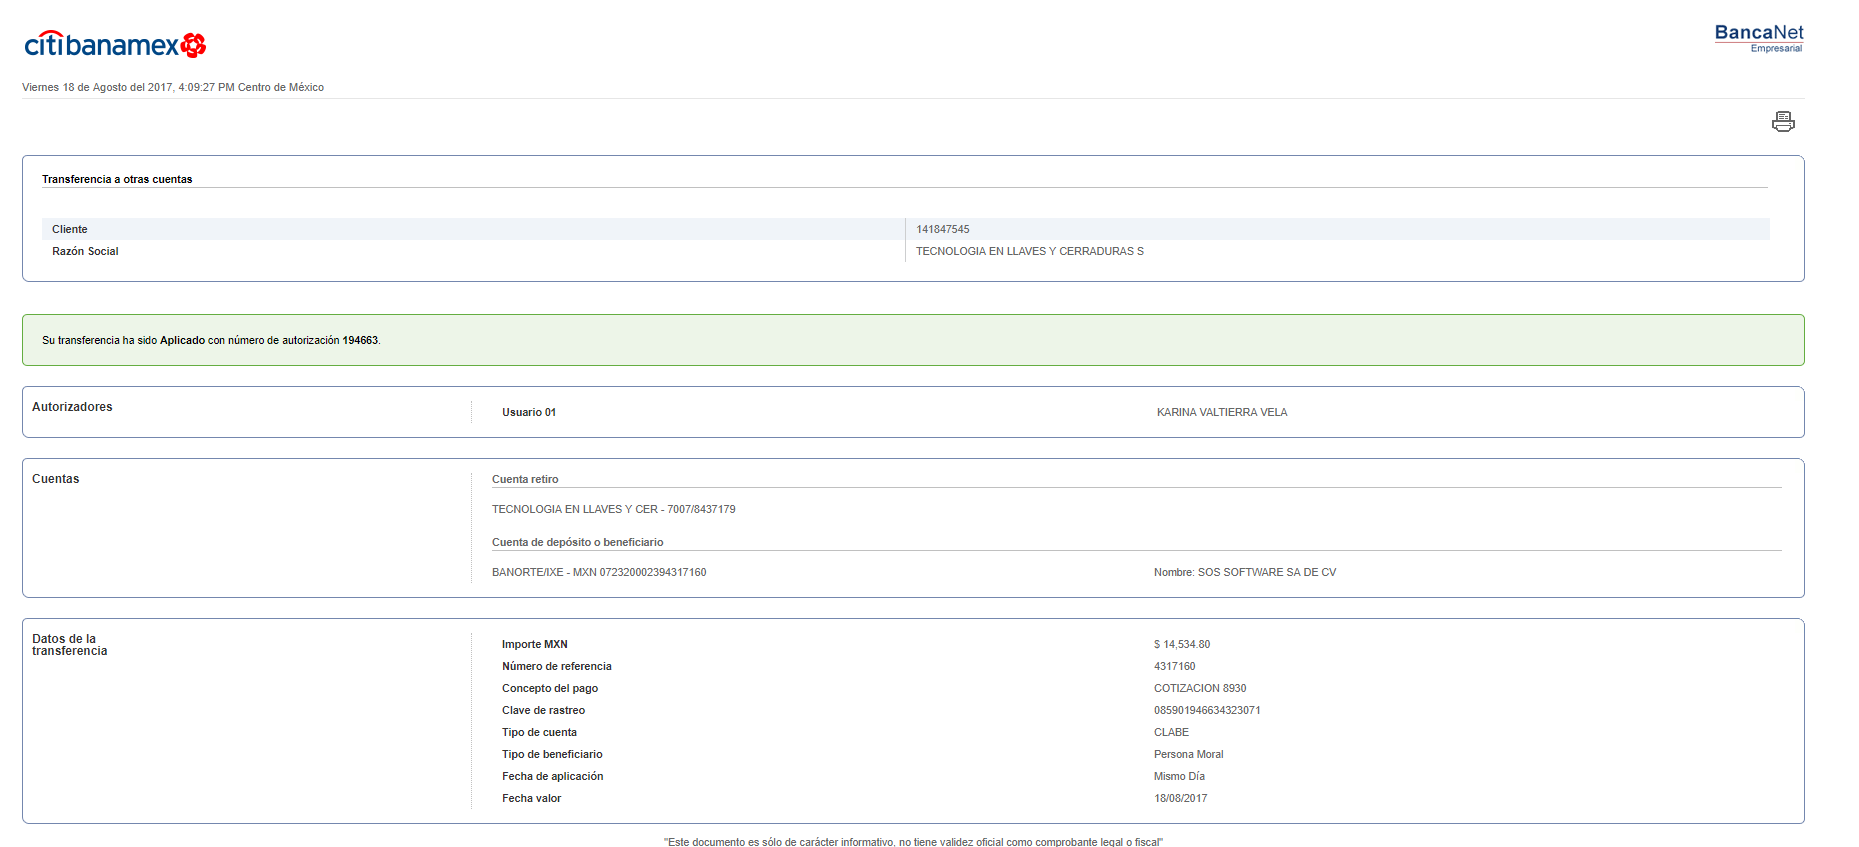 citibanamex
BancaNet
Empresarial
Viernes 18 de Agosto del 2017, 4:09:27 PM Centro de México
Transferencia a otras cuentas
Cliente 141847545
Razón Social TECNOLOGIA EN LLAVES Y CERRADURAS S
Su transferencia ha sido Aplicado con número de autorización 194663.
Autorizadores Usuario 01 KARINA VALTIERRA VELA
Cuentas
Cuenta retiro
TECNOLOGIA EN LLAVES Y CER - 7007/8437179
Cuenta de depósito o beneficiario
BANORTE/IXE - MXN 072320002394317160 Nombre: SOS SOFTWARE SA DE CV
Datos de la
transferencia
Importe MXN $ 14,534.80
Número de referencia 4317160
Concepto del pago COTIZACION 8930
Clave de rastreo 085901946634323071
Tipo de cuenta CLABE
Tipo de beneficiario Persona Moral
Fecha de aplicación Mismo Día
Fecha valor 18/08/2017
"Este documento es sólo de carácter informativo, no tiene validez oficial como comprobante legal o fiscal"